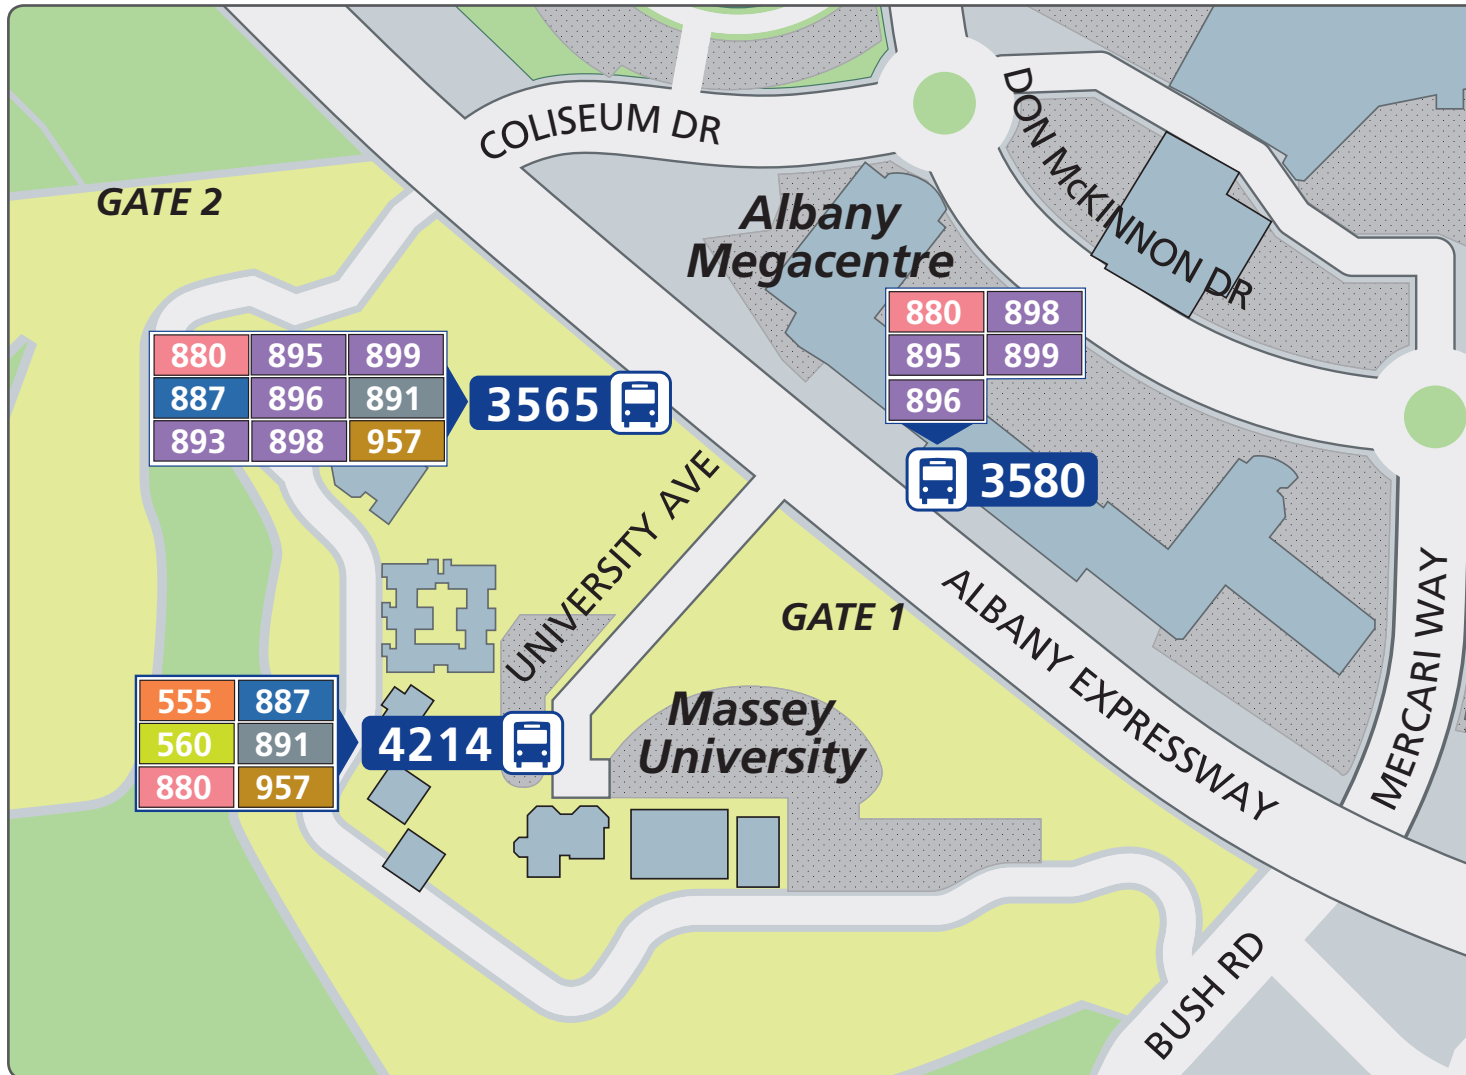 COLISEUM DR
DON McKINNON DR
GATE 2
Albany
Megacentre
880 898
895 899
896
3580
880 895 899
887 896 891
893 898 957
3565
UNIVERSITY AVE
GATE 1
ALBANY EXPRESSWAY
MERCARI WAY
555 887
560 891
880 957
4214
Massey
University
BUSH RD